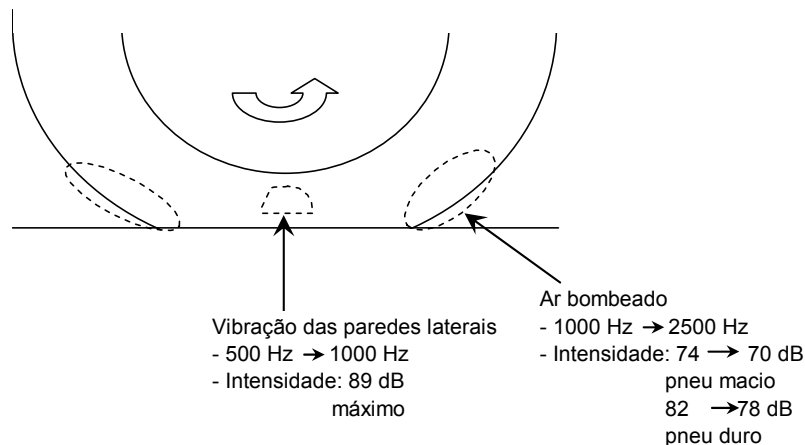 Vibração das paredes laterais
- 500 Hz → 1000 Hz
- Intensidade: 89 dB
máximo
Ar bombeado
- 1000 Hz → 2500 Hz
- Intensidade: 74 → 70 dB
pneu macio
82 →78 dB
pneu duro